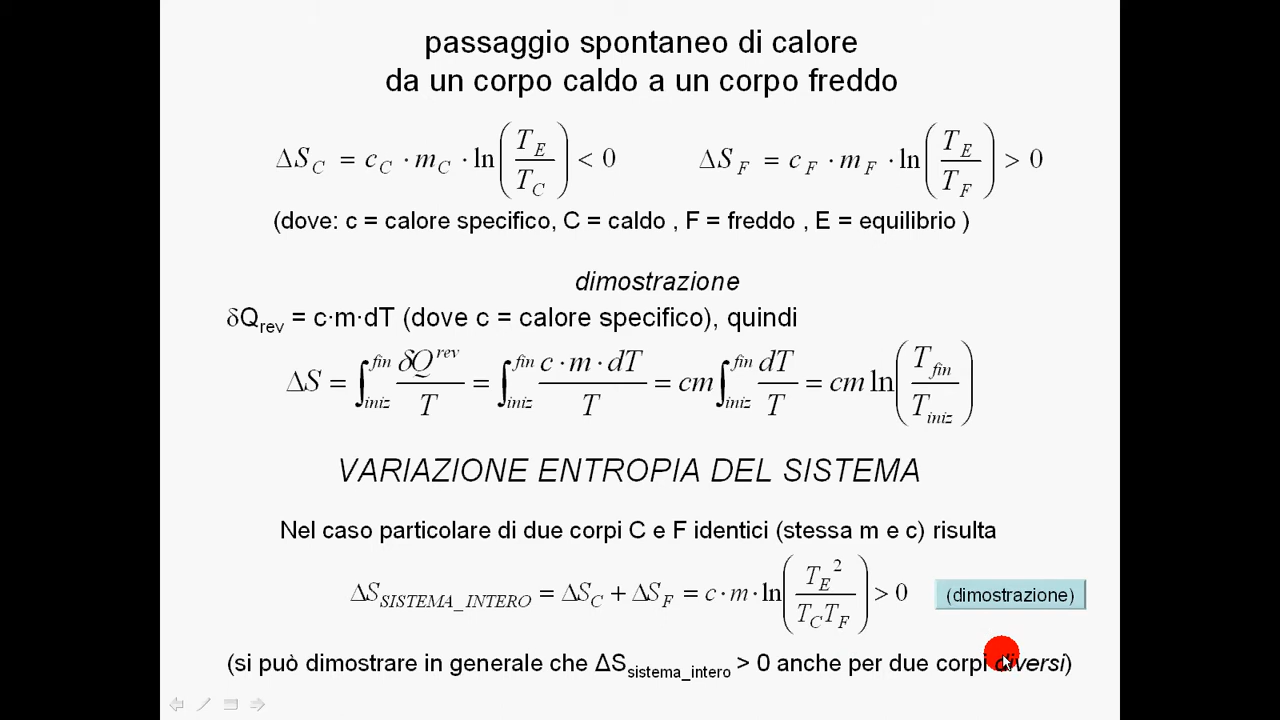 passaggio spontaneo di calore
da un corpo caldo a un corpo freddo
ΔS_C = c_C · m_C · ln(T_E / T_C) < 0    ΔS_F = c_F · m_F · ln(T_E / T_F) > 0
(dove: c = calore specifico, C = caldo , F = freddo , E = equilibrio )
dimostrazione
δQ_rev = c·m·dT (dove c = calore specifico), quindi
ΔS = ∫_iniz^fin δQ^rev / T = ∫_iniz^fin c · m · dT / T = cm ∫_iniz^fin dT / T = cm ln(T_fin / T_iniz)
VARIAZIONE ENTROPIA DEL SISTEMA
Nel caso particolare di due corpi C e F identici (stessa m e c) risulta
ΔS_SISTEMA_INTERO = ΔS_C + ΔS_F = c · m · ln(T_E² / T_C T_F) > 0    (dimostrazione)
(si può dimostrare in generale che ΔS_sistema_intero > 0 anche per due corpi diversi)